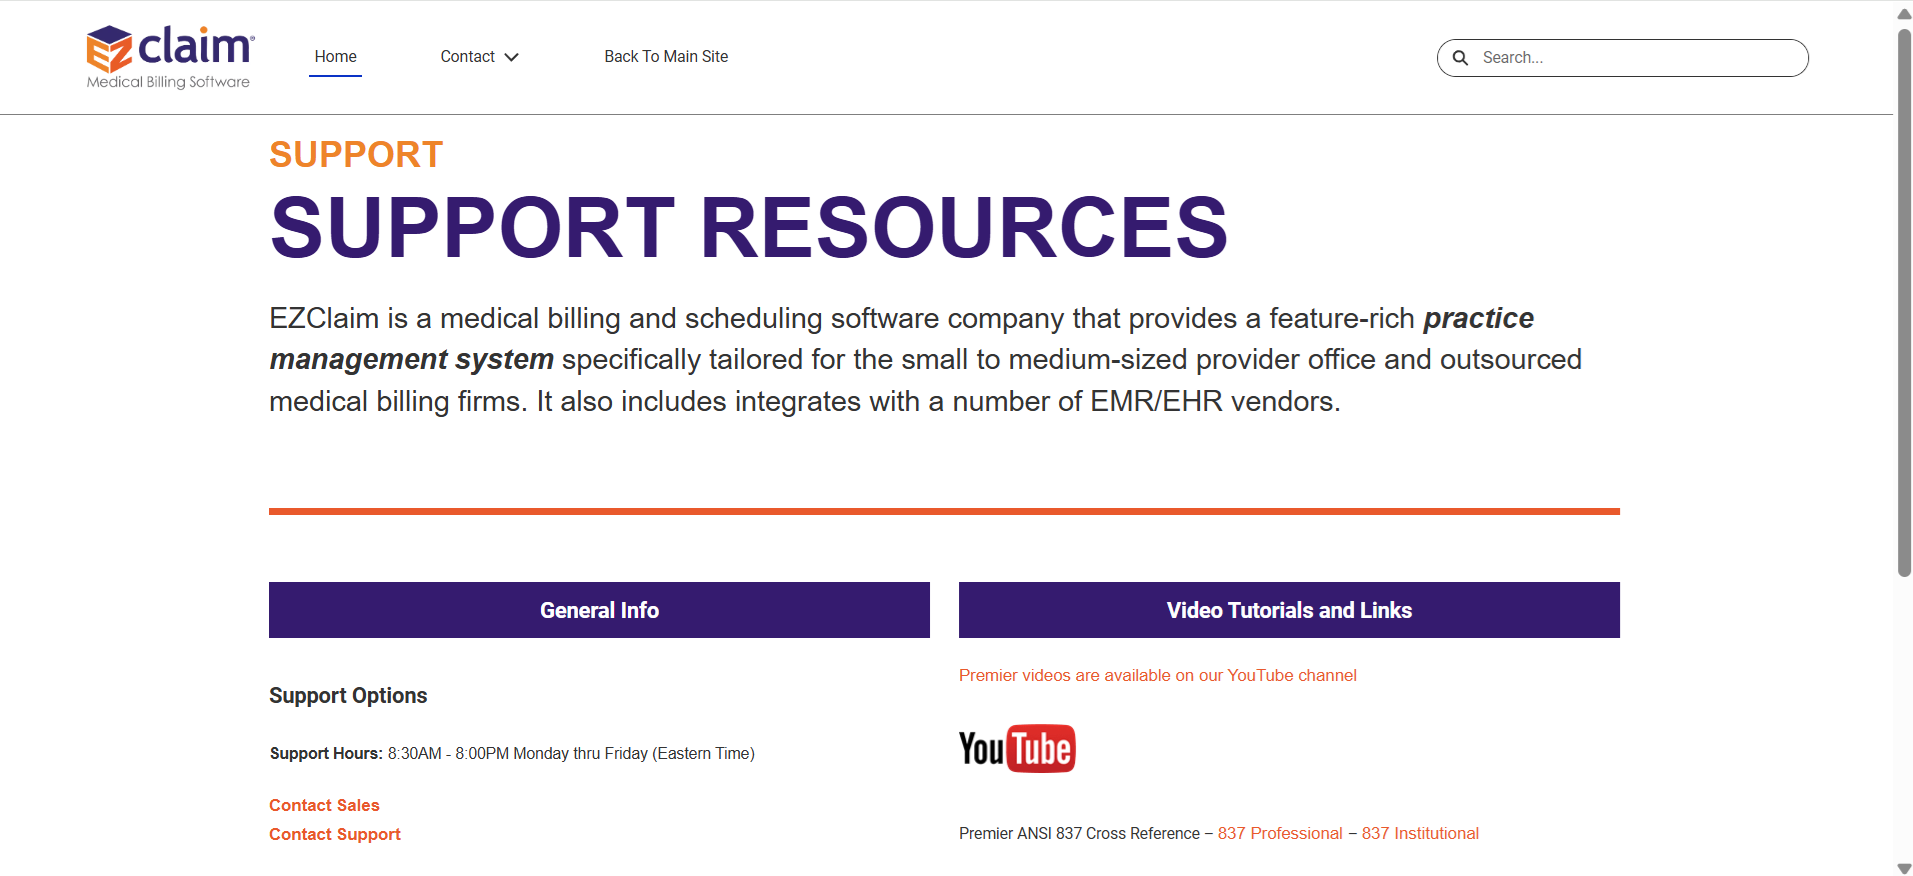 EZclaim®
Medical Billing Software
Home
Contact
Back To Main Site
Search...
SUPPORT
SUPPORT RESOURCES
EZClaim is a medical billing and scheduling software company that provides a feature-rich practice
management system specifically tailored for the small to medium-sized provider office and outsourced
medical billing firms. It also includes integrates with a number of EMR/EHR vendors.
General Info
Support Options
Support Hours: 8:30AM - 8:00PM Monday thru Friday (Eastern Time)
Contact Sales
Contact Support
Video Tutorials and Links
Premier videos are available on our YouTube channel
YouTube
Premier ANSI 837 Cross Reference – 837 Professional – 837 Institutional